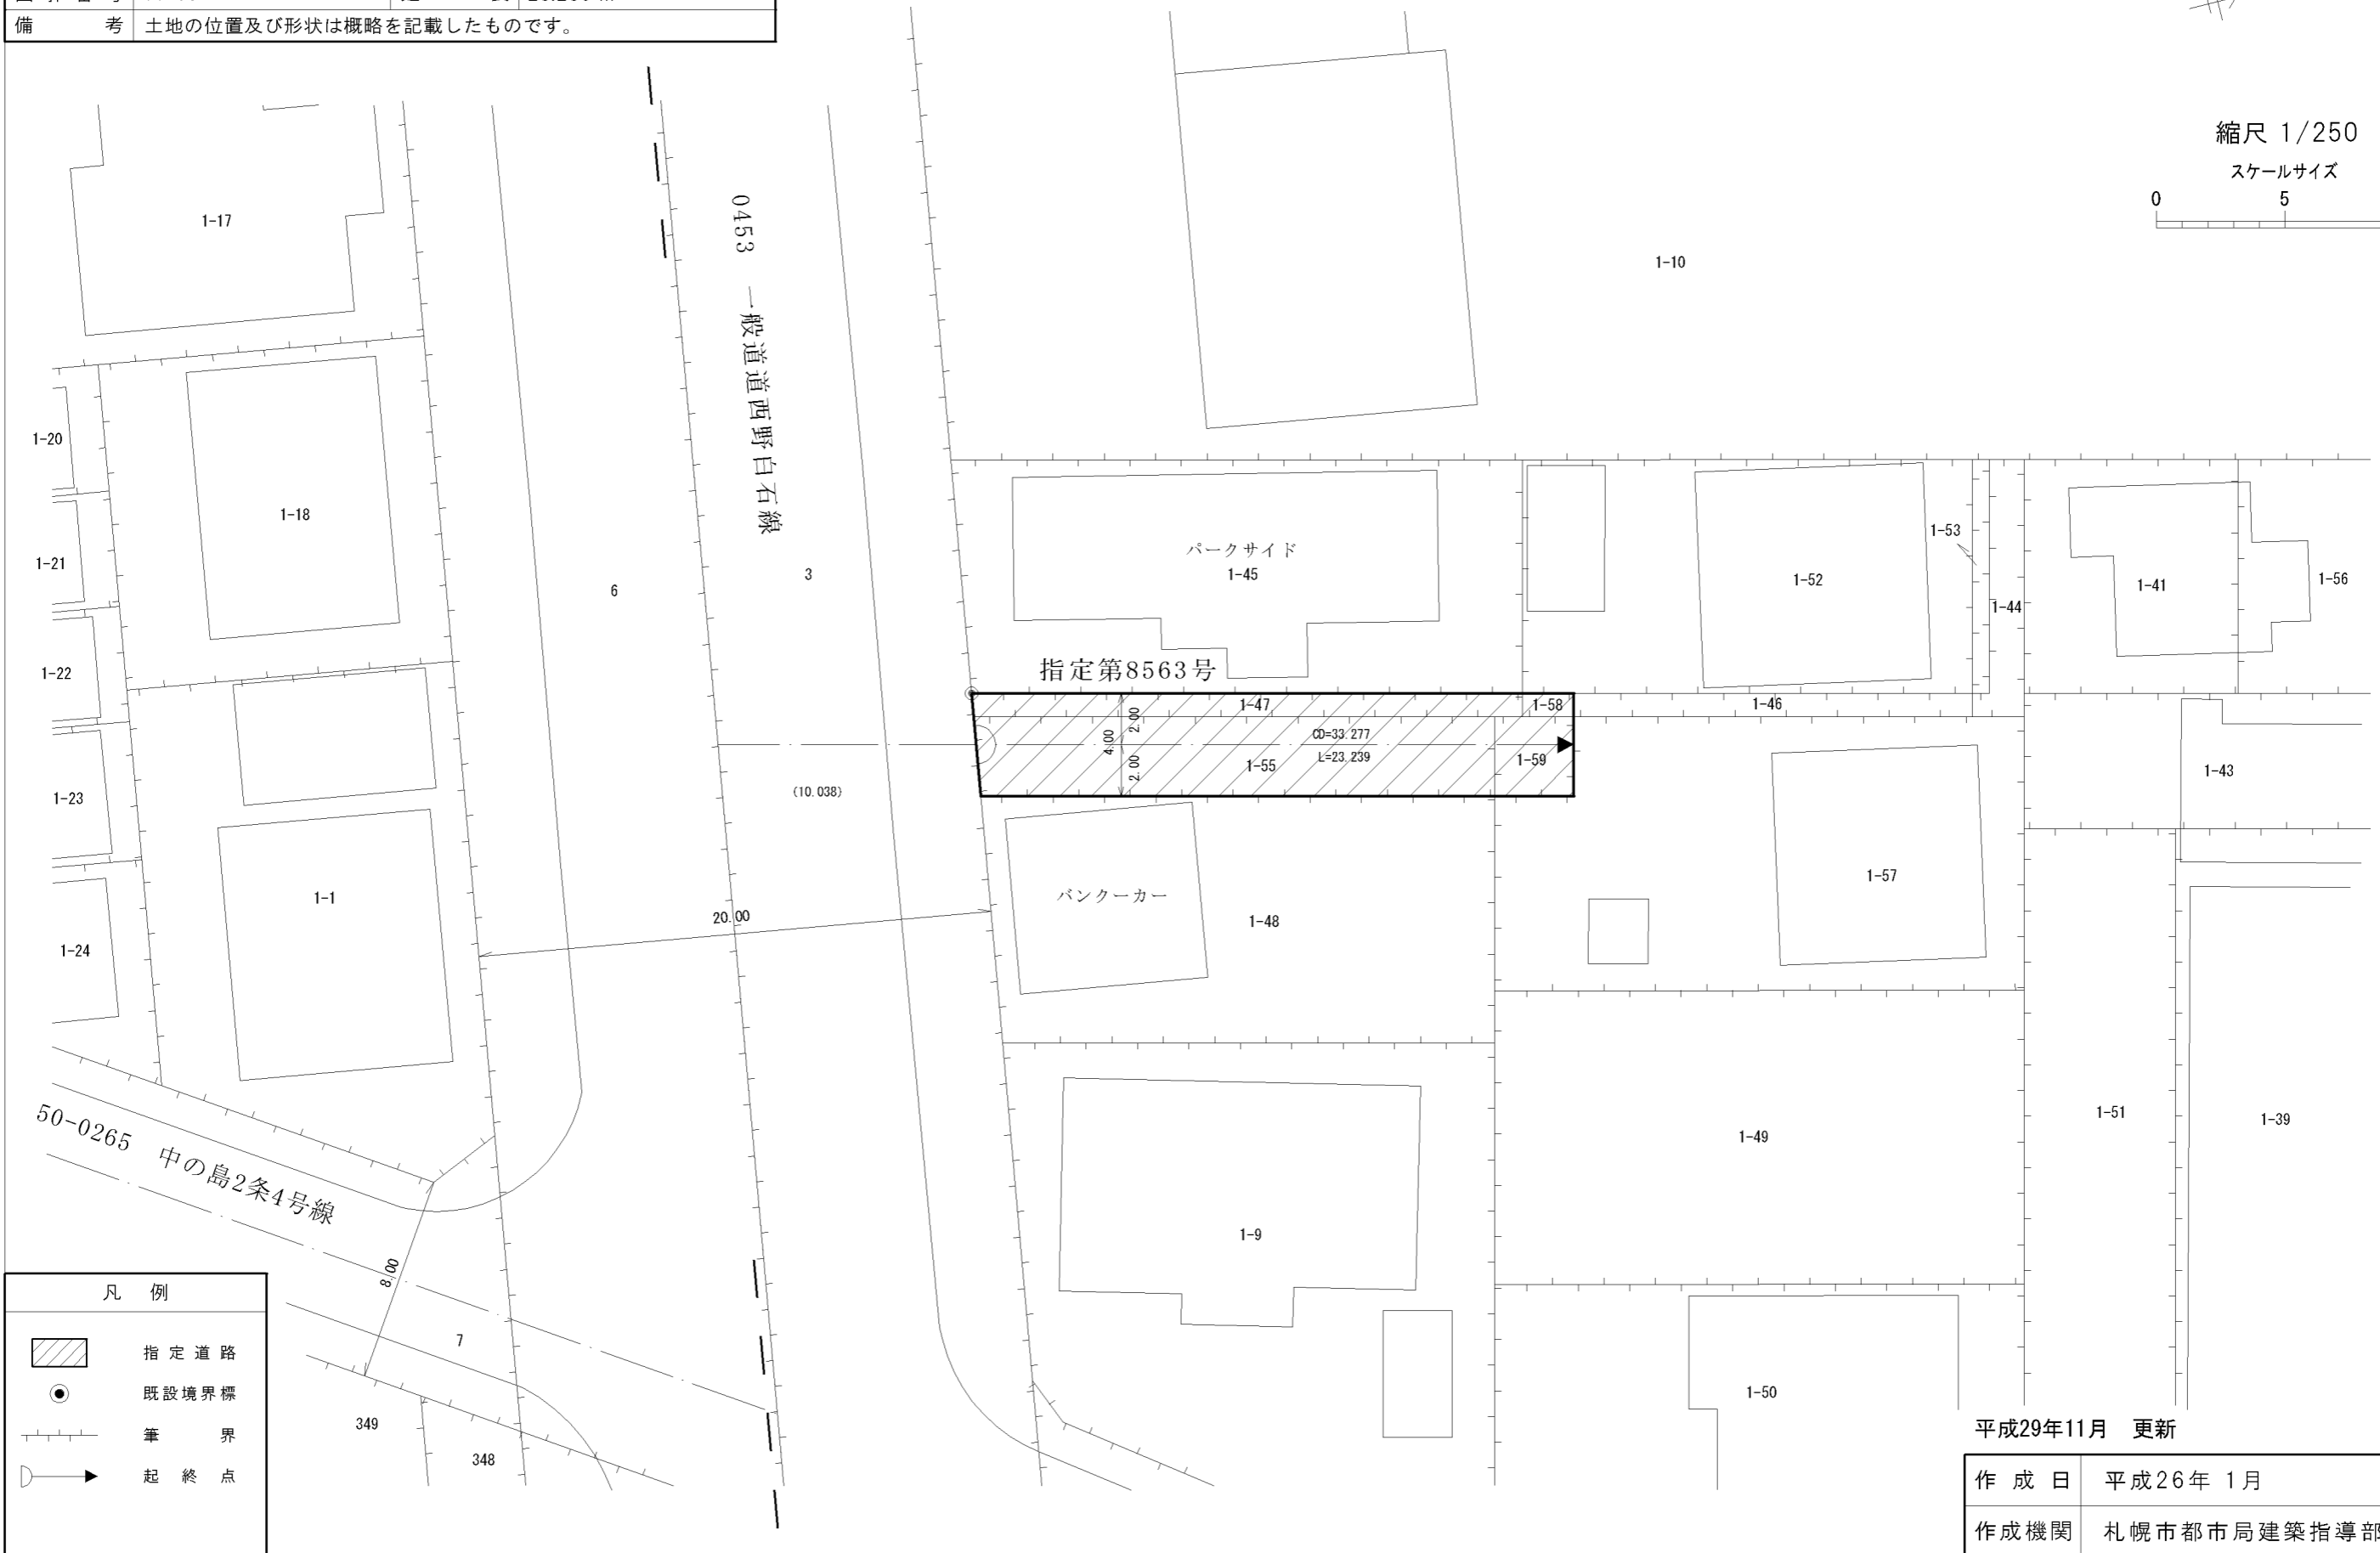 備 考 土地の位置及び形状は概略を記載したものです。
縮尺 1/250
スケールサイズ
0 5
1-17
0453 一般道道西野白石線
1-10
1-20
1-18
1-21
6
3
パークサイド
1-45
1-52
1-53
1-44
1-41
1-56
1-22
指定第8563号
1-47
1-58
1-46
4.00
2.00
2.00
CD=33.277
L=23.239
1-55
1-59
1-43
1-23
(10.038)
1-1
バンクーカー
1-48
1-57
20.00
1-24
50-0265 中の島2条4号線
8.00
1-9
1-49
1-51
1-39
7
349
348
1-50
凡 例
指定道路
既設境界標
筆 界
起終点
平成29年11月 更新
作成日 平成26年 1月
作成機関 札幌市都市局建築指導部